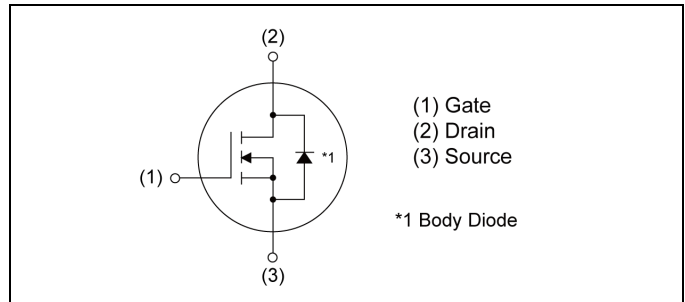 (2)
(1) Gate
(2) Drain
(3) Source
*1
(1)
*1 Body Diode
(3)